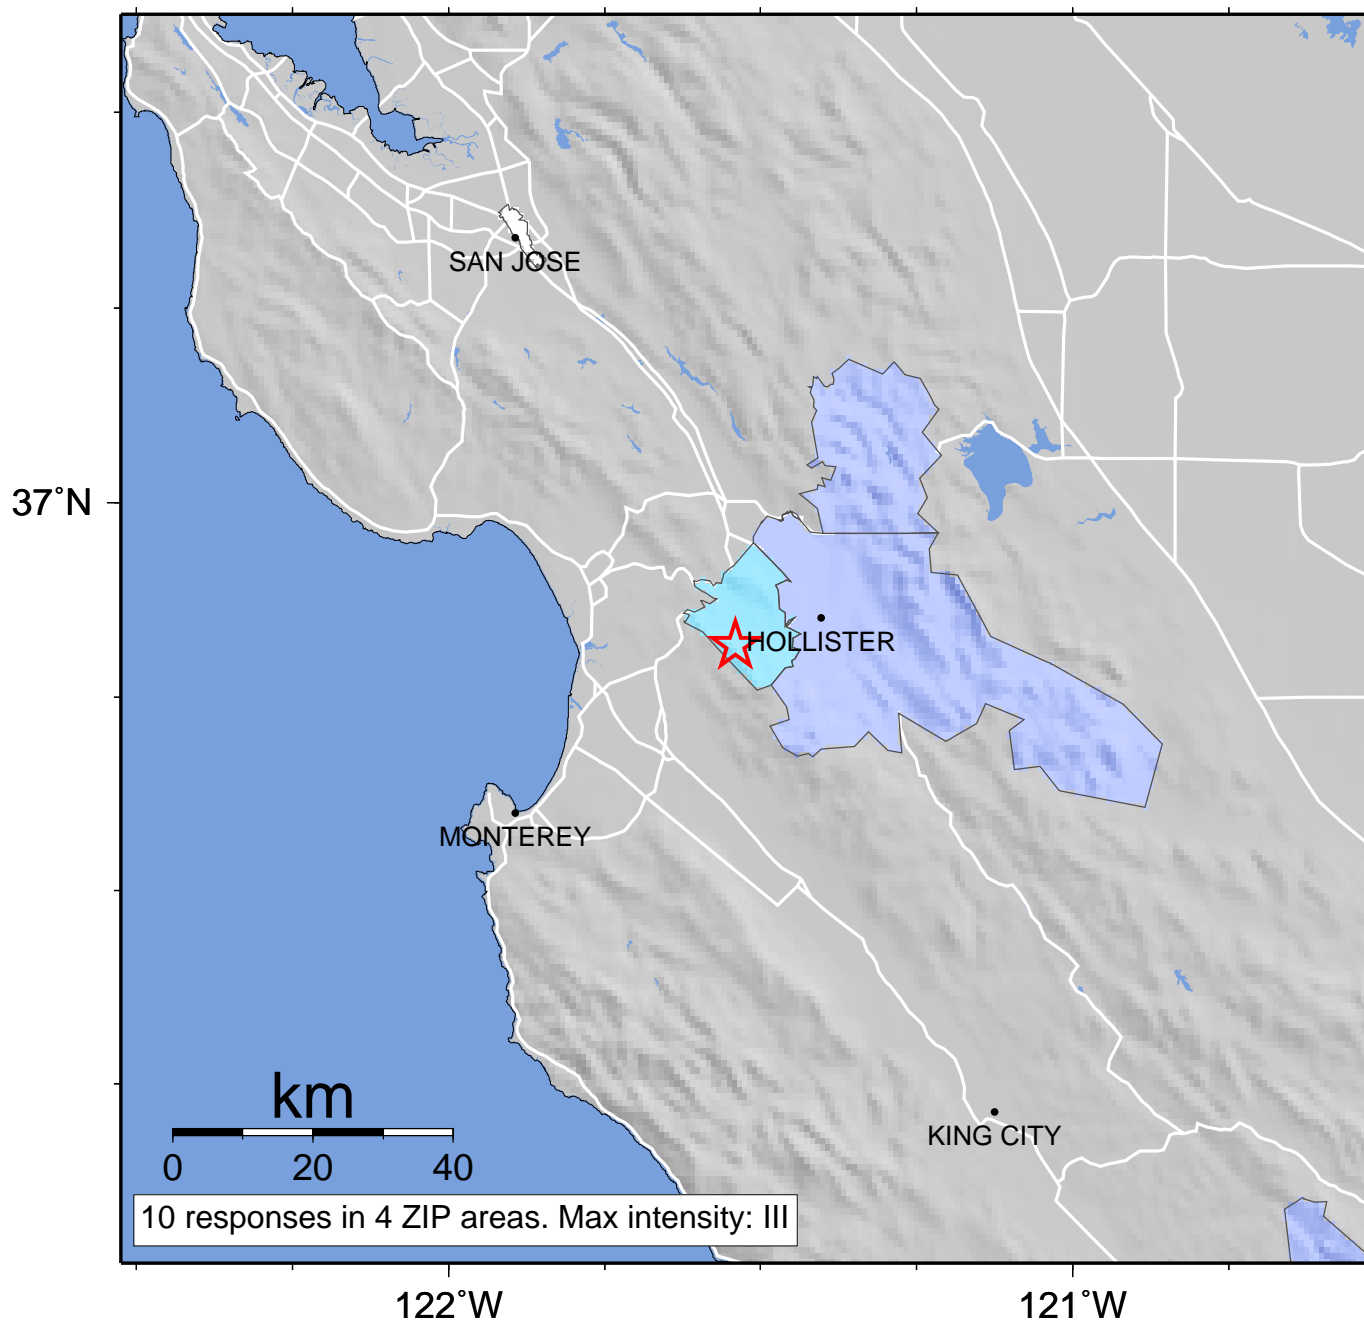 SAN JOSE
37°N
HOLLISTER
MONTEREY
km
0 20 40
KING CITY
10 responses in 4 ZIP areas. Max intensity: III
122°W 121°W